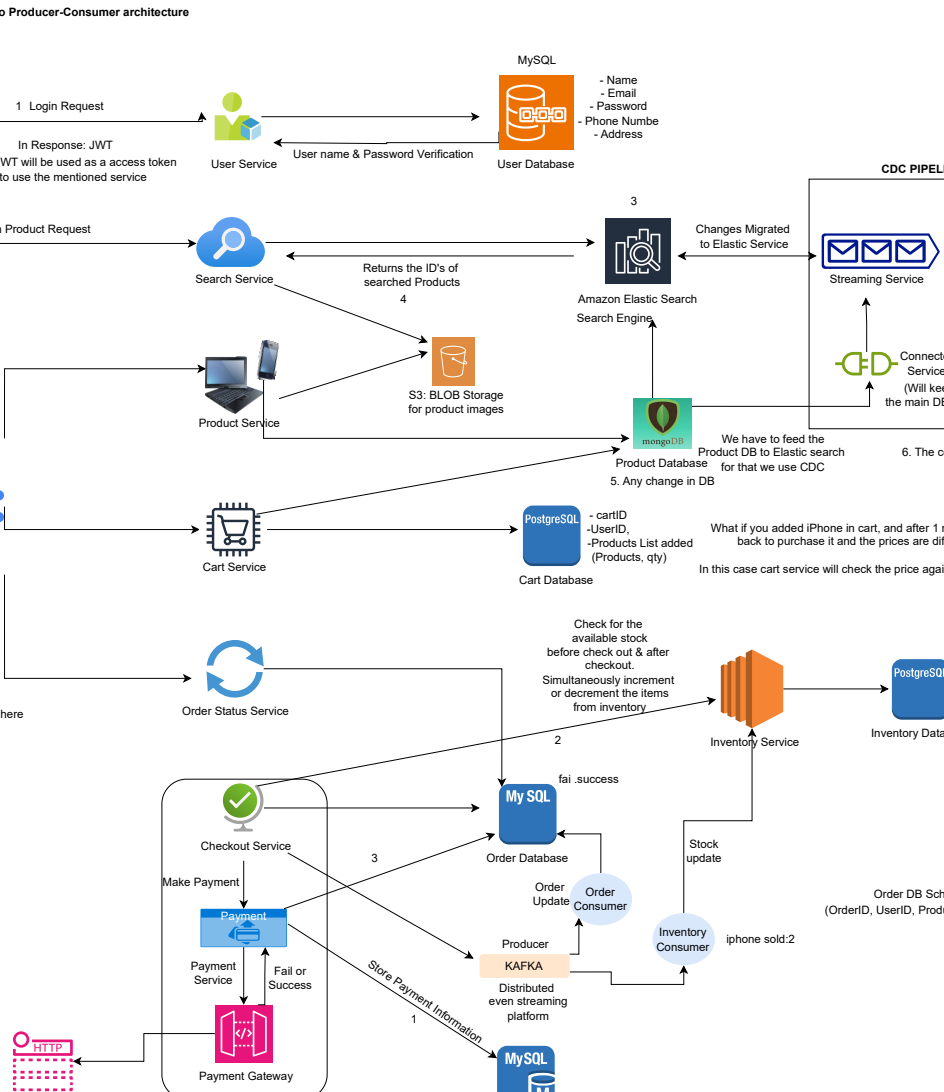 o Producer-Consumer architecture
MySQL
- Name
- Email
- Password
- Phone Numbe
- Address
1 Login Request
In Response: JWT
WT will be used as a access token
to use the mentioned service
User Service
User name & Password Verification
User Database
CDC PIPELI
Product Request
3
Changes Migrated
to Elastic Service
Search Service
Returns the ID's of
searched Products
4
Amazon Elastic Search
Search Engine
Streaming Service
Connecto
Service
(Will kee
the main DB
S3: BLOB Storage
for product images
Product Service
mongoDB
Product Database
5. Any change in DB
We have to feed the
Product DB to Elastic search
for that we use CDC
6. The c
PostgreSQL
- cartID
-UserID,
-Products List added
(Products, qty)
Cart Service
Cart Database
What if you added iPhone in cart, and after 1
back to purchase it and the prices are dif
In this case cart service will check the price agai
Check for the
available stock
before check out & after
checkout.
Simultaneously increment
or decrement the items
from inventory
Order Status Service
here
2
Inventory Service
PostgreSQL
Inventory Data
fai .success
My SQL
Checkout Service
Order Database
3
Make Payment
Payment
Order
Update
Order
Consumer
Stock
update
Order DB Sch
(OrderID, UserID, Produ
Inventory
Consumer
iphone sold:2
Producer
KAFKA
Distributed
even streaming
platform
Payment
Service
Fail or
Success
Store Payment Information
1
HTTP
Payment Gateway
My SQL